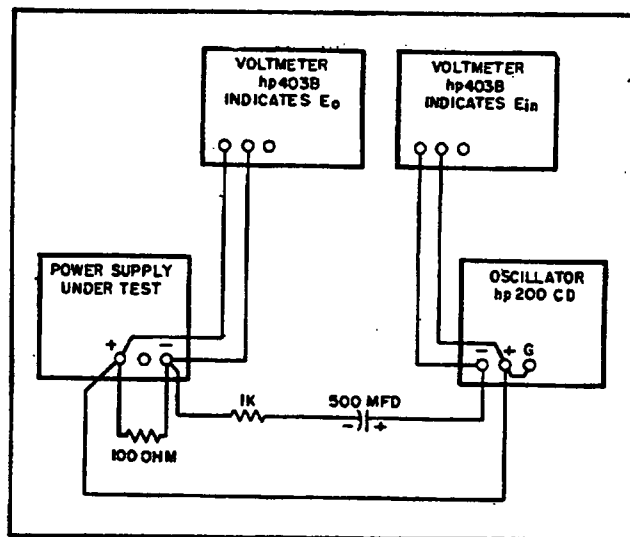 VOLTMETER
hp403B
INDICATES Eo
VOLTMETER
hp403B
INDICATES Ein
POWER SUPPLY
UNDER TEST
+ -
OSCILLATOR
hp 200 CD
- + G
1K
500 MFD
- +
100 OHM